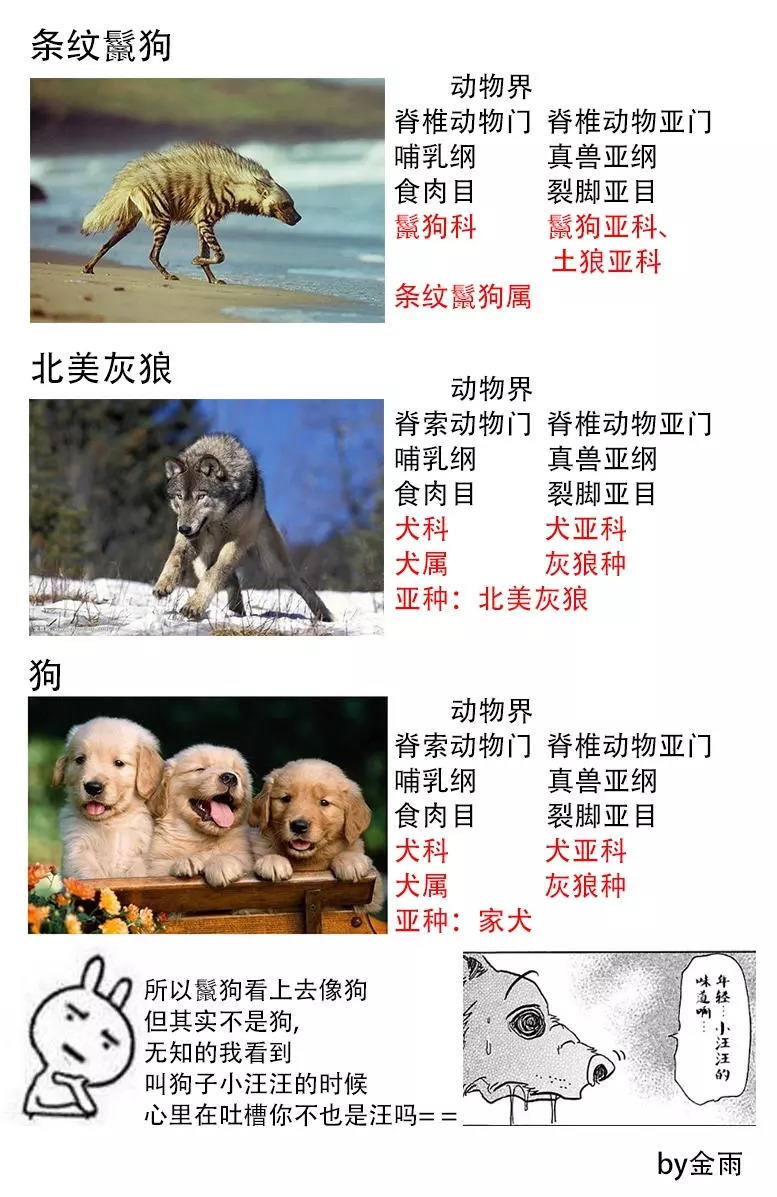 条纹鬣狗
动物界
脊椎动物门 脊椎动物亚门
哺乳纲 真兽亚纲
食肉目 裂脚亚目
鬣狗科 鬣狗亚科、
土狼亚科
条纹鬣狗属
北美灰狼
动物界
脊索动物门 脊椎动物亚门
哺乳纲 真兽亚纲
食肉目 裂脚亚目
犬科 犬亚科
犬属 灰狼种
亚种：北美灰狼
狗
动物界
脊索动物门 脊椎动物亚门
哺乳纲 真兽亚纲
食肉目 裂脚亚目
犬科 犬亚科
犬属 灰狼种
亚种：家犬
所以鬣狗看上去像狗
但其实不是狗,
无知的我看到
叫狗子小汪汪的时候
心里在吐槽你不也是汪吗==
年轻…小汪汪的
味道啊…
by金雨